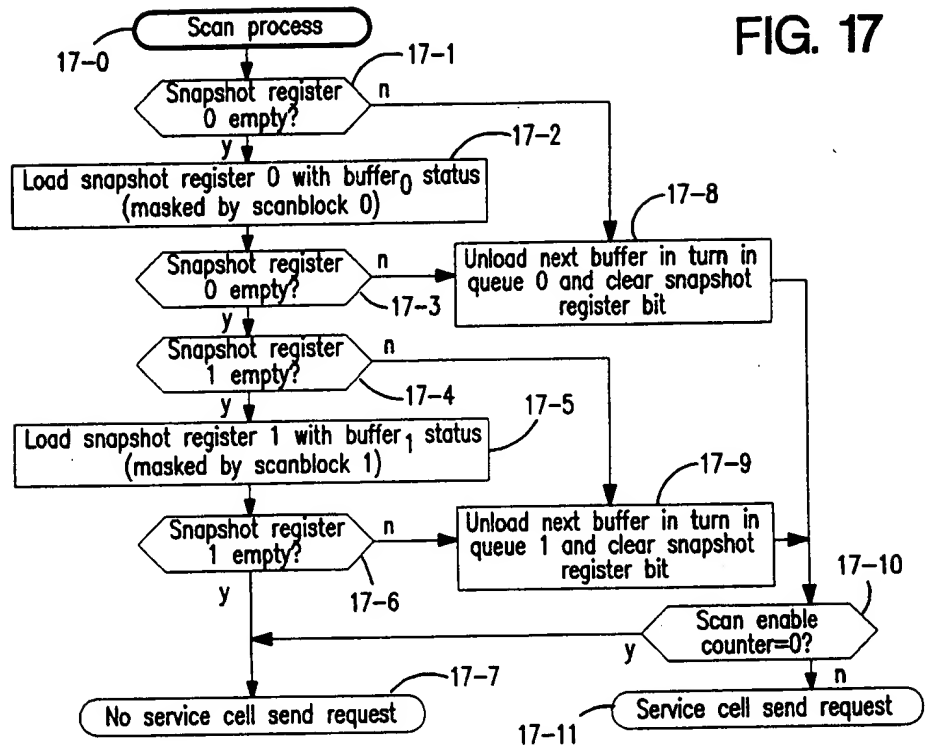 FIG. 17
Scan process
17-0
17-1
Snapshot register
0 empty?
n
y
17-2
Load snapshot register 0 with buffer0 status
(masked by scanblock 0)
17-8
Snapshot register
0 empty?
n
y
17-3
Unload next buffer in turn in
queue 0 and clear snapshot
register bit
Snapshot register
1 empty?
n
y
17-4
17-5
Load snapshot register 1 with buffer1 status
(masked by scanblock 1)
17-9
Snapshot register
1 empty?
n
y
17-6
Unload next buffer in turn in
queue 1 and clear snapshot
register bit
17-10
Scan enable
counter=0?
y
n
17-7
No service cell send request
17-11
Service cell send request